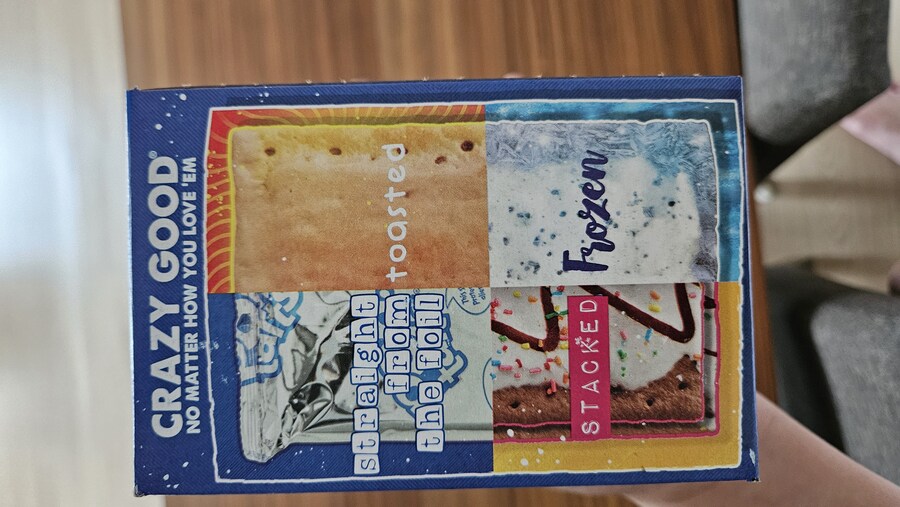 CRAZY GOOD®
NO MATTER HOW YOU LOVE 'EM
straight
from
the foil
toasted
STACKED
Frozen